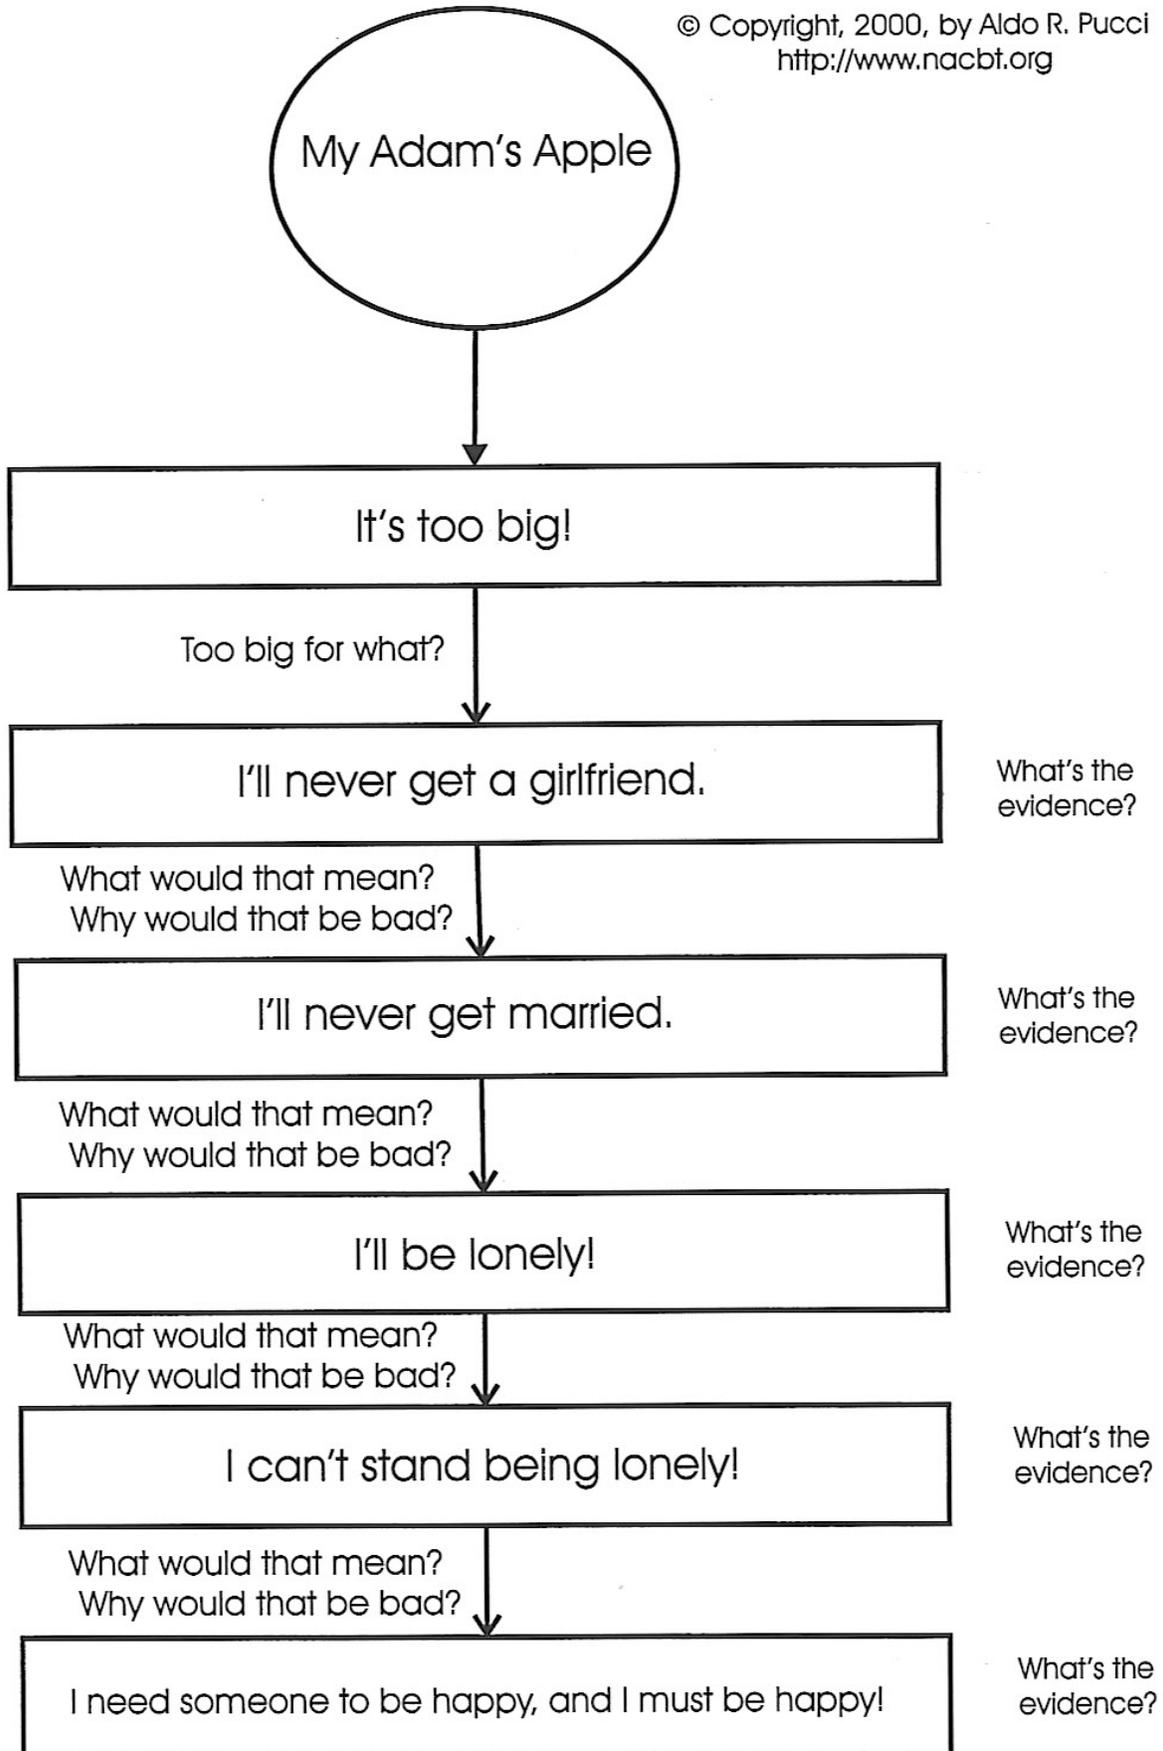 © Copyright, 2000, by Aldo R. Pucci
http://www.nacbt.org
My Adam's Apple
It's too big!
Too big for what?
I'll never get a girlfriend.
What's the
evidence?
What would that mean?
Why would that be bad?
I'll never get married.
What's the
evidence?
What would that mean?
Why would that be bad?
I'll be lonely!
What's the
evidence?
What would that mean?
Why would that be bad?
I can't stand being lonely!
What's the
evidence?
What would that mean?
Why would that be bad?
I need someone to be happy, and I must be happy!
What's the
evidence?